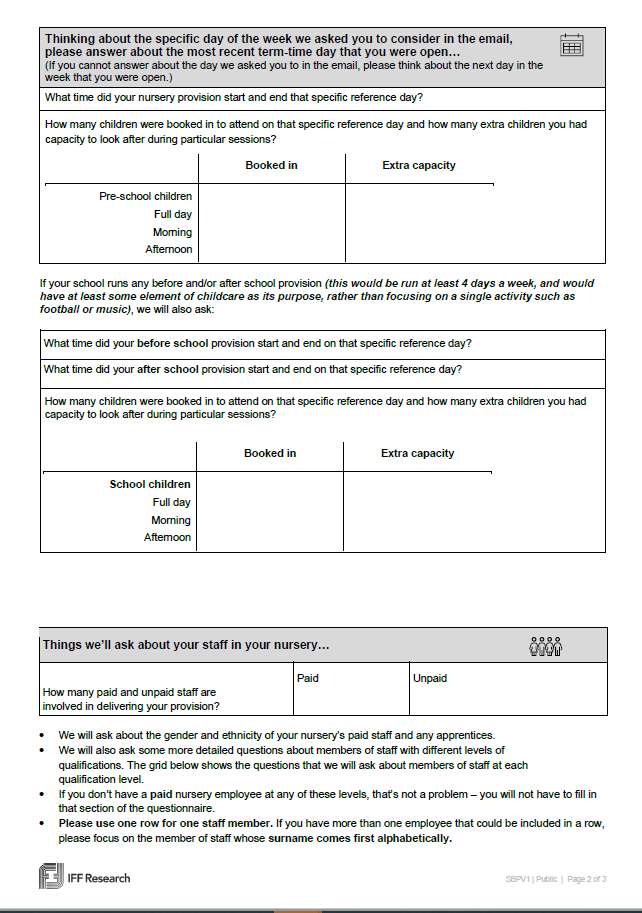 Thinking about the specific day of the week we asked you to consider in the email,
please answer about the most recent term-time day that you were open…
(If you cannot answer about the day we asked you to in the email, please think about the next day in the
week that you were open.)
What time did your nursery provision start and end that specific reference day?
How many children were booked in to attend on that specific reference day and how many extra children you had
capacity to look after during particular sessions?
Booked in Extra capacity
Pre-school children
Full day
Morning
Afternoon
If your school runs any before and/or after school provision (this would be run at least 4 days a week, and would
have at least some element of childcare as its purpose, rather than focusing on a single activity such as
football or music), we will also ask:
What time did your before school provision start and end on that specific reference day?
What time did your after school provision start and end on that specific reference day?
How many children were booked in to attend on that specific reference day and how many extra children you had
capacity to look after during particular sessions?
Booked in Extra capacity
School children
Full day
Morning
Afternoon
Things we'll ask about your staff in your nursery…
Paid Unpaid
How many paid and unpaid staff are
involved in delivering your provision?
• We will ask about the gender and ethnicity of your nursery's paid staff and any apprentices.
• We will also ask some more detailed questions about members of staff with different levels of
qualifications. The grid below shows the questions that we will ask about members of staff at each
qualification level.
• If you don't have a paid nursery employee at any of these levels, that's not a problem – you will not have to fill in
that section of the questionnaire.
• Please use one row for one staff member. If you have more than one employee that could be included in a row,
please focus on the member of staff whose surname comes first alphabetically.
IFF Research
SBPV1 | Public | Page 2 of 3